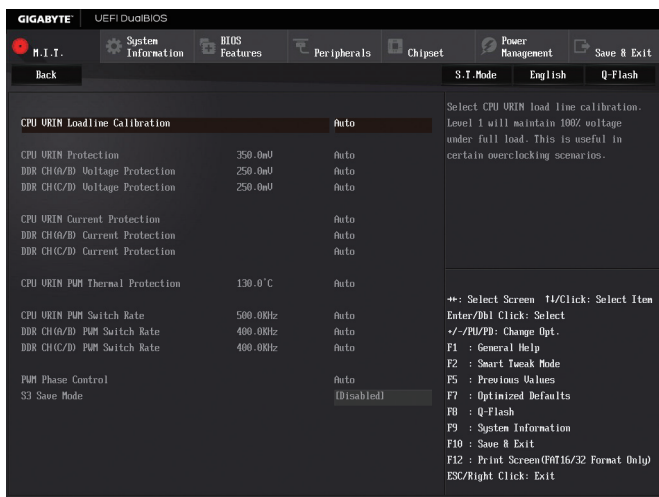 GIGABYTE™ UEFI DualBIOS
M.I.T. System Information BIOS Features Peripherals Chipset Power Management Save & Exit
Back S.T.Mode English Q-Flash
CPU VRIN Loadline Calibration Auto
CPU VRIN Protection 350.0mV Auto
DDR CH(A/B) Voltage Protection 250.0mV Auto
DDR CH(C/D) Voltage Protection 250.0mV Auto
CPU VRIN Current Protection Auto
DDR CH(A/B) Current Protection Auto
DDR CH(C/D) Current Protection Auto
CPU VRIN PWM Thermal Protection 130.0°C Auto
CPU VRIN PWM Switch Rate 500.0KHz Auto
DDR CH(A/B) PWM Switch Rate 400.0KHz Auto
DDR CH(C/D) PWM Switch Rate 400.0KHz Auto
PWM Phase Control Auto
S3 Save Mode [Disabled]
Select CPU VRIN load line calibration.
Level 1 will maintain 100% voltage
under full load. This is useful in
certain overclocking scenarios.
→←: Select Screen ↑↓/Click: Select Item
Enter/Dbl Click: Select
+/-/PU/PD: Change Opt.
F1 : General Help
F2 : Smart Tweak Mode
F5 : Previous Values
F7 : Optimized Defaults
F8 : Q-Flash
F9 : System Information
F10 : Save & Exit
F12 : Print Screen(FAT16/32 Format Only)
ESC/Right Click: Exit